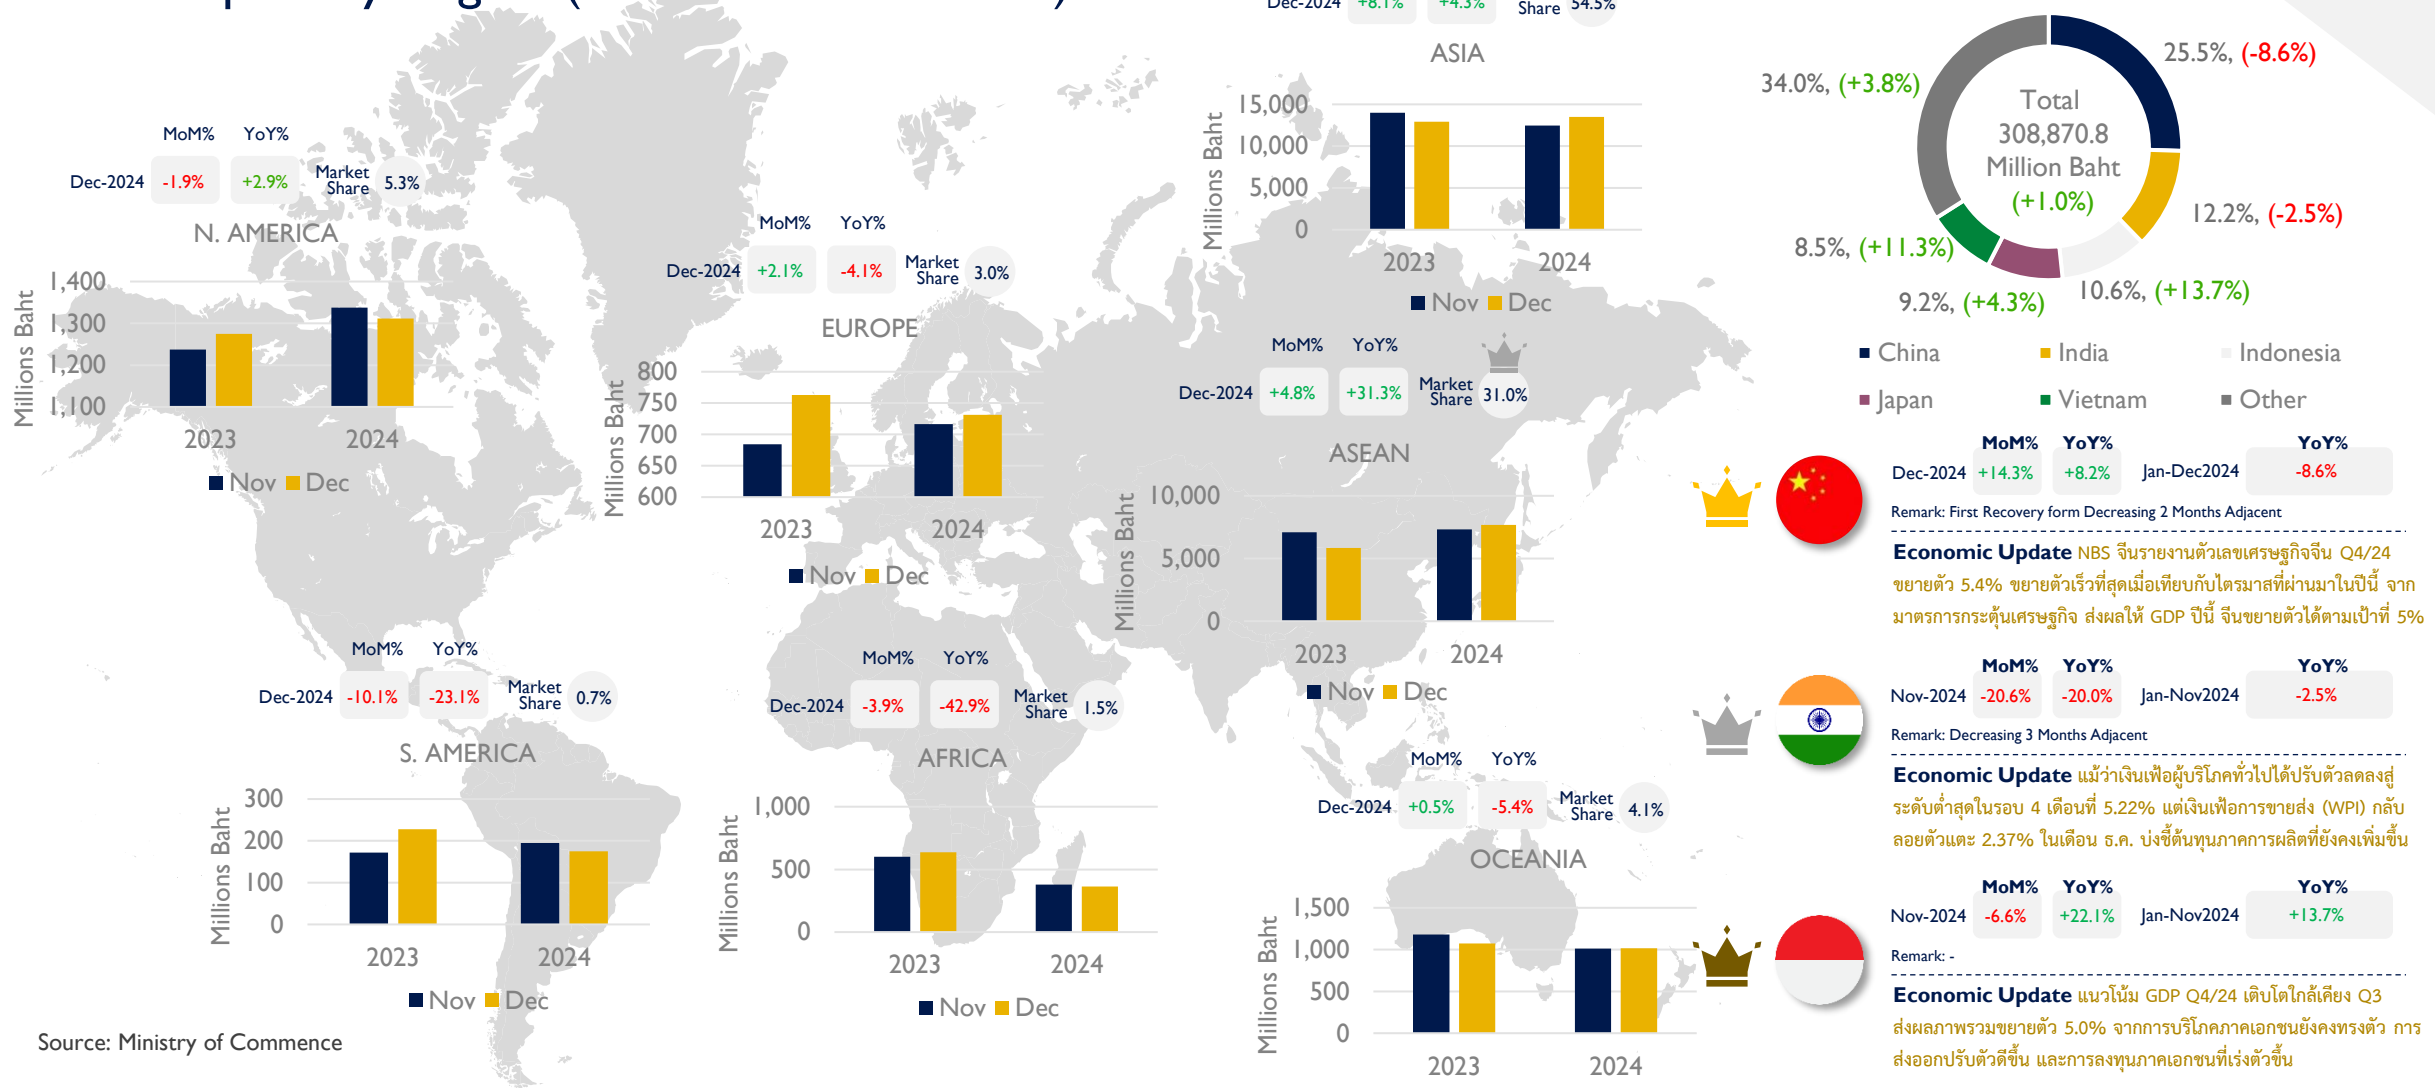 Dec-2024 +8.1% +4.3% Share 54.5%
ASIA
15,000
10,000
5,000
0
Millions Baht
2023 2024
Nov Dec
MoM% YoY%
Dec-2024 -1.9% +2.9% Market Share 5.3%
N. AMERICA
1,400
1,300
1,200
1,100
Millions Baht
2023 2024
Nov Dec
MoM% YoY%
Dec-2024 +2.1% -4.1% Market Share 3.0%
EUROPE
800
750
700
650
600
Millions Baht
2023 2024
Nov Dec
MoM% YoY%
Dec-2024 +4.8% +31.3% Market Share 31.0%
ASEAN
10,000
5,000
0
Millions Baht
2023 2024
Nov Dec
MoM% YoY%
Dec-2024 -10.1% -23.1% Market Share 0.7%
S. AMERICA
300
200
100
0
Millions Baht
2023 2024
Nov Dec
MoM% YoY%
Dec-2024 -3.9% -42.9% Market Share 1.5%
AFRICA
1,000
500
0
Millions Baht
2023 2024
Nov Dec
MoM% YoY%
Dec-2024 +0.5% -5.4% Market Share 4.1%
OCEANIA
1,500
1,000
500
0
Millions Baht
2023 2024
Source: Ministry of Commence
25.5%, (-8.6%)
12.2%, (-2.5%)
10.6%, (+13.7%)
9.2%, (+4.3%)
8.5%, (+11.3%)
34.0%, (+3.8%)
Total
308,870.8
Million Baht
(+1.0%)
China India Indonesia
Japan Vietnam Other
MoM% YoY% YoY%
Dec-2024 +14.3% +8.2% Jan-Dec2024 -8.6%
Remark: First Recovery form Decreasing 2 Months Adjacent
Economic Update NBS จีนรายงานตัวเลขเศรษฐกิจจีน Q4/24
ขยายตัว 5.4% ขยายตัวเร็วที่สุดเมื่อเทียบกับไตรมาสที่ผ่านมาในปีนี้ จาก
มาตรการกระตุ้นเศรษฐกิจ ส่งผลให้ GDP ปีนี้ จีนขยายตัวได้ตามเป้าที่ 5%
MoM% YoY% YoY%
Nov-2024 -20.6% -20.0% Jan-Nov2024 -2.5%
Remark: Decreasing 3 Months Adjacent
Economic Update แม้ว่าเงินเฟ้อผู้บริโภคทั่วไปได้ปรับตัวลดลงสู่
ระดับต่ำสุดในรอบ 4 เดือนที่ 5.22% แต่เงินเฟ้อการขายส่ง (WPI) กลับ
ลอยตัวแตะ 2.37% ในเดือน ธ.ค. บ่งชี้ต้นทุนภาคการผลิตที่ยังคงเพิ่มขึ้น
MoM% YoY% YoY%
Nov-2024 -6.6% +22.1% Jan-Nov2024 +13.7%
Remark: -
Economic Update แนวโน้ม GDP Q4/24 เติบโตใกล้เคียง Q3
ส่งผลภาพรวมขยายตัว 5.0% จากการบริโภคภาคเอกชนยังคงทรงตัว การ
ส่งออกปรับตัวดีขึ้น และการลงทุนภาคเอกชนที่เร่งตัวขึ้น